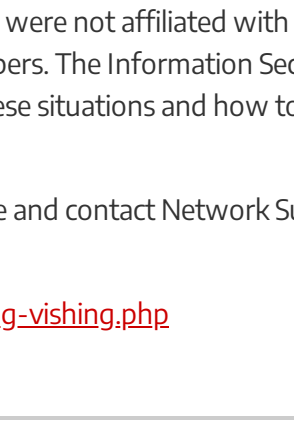 were not affiliated with
bers. The Information Sec
ese situations and how to
e and contact Network Su
g-vishing.php